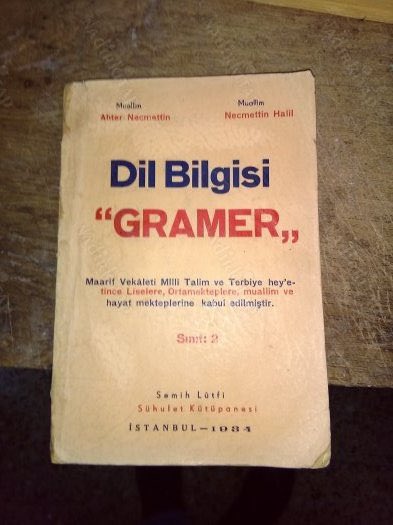 Muallim Muallim
Ahter Necmettin Necmettin Halil
Dil Bilgisi
“GRAMER„
Maarif Vekâleti Milli Talim ve Terbiye hey'e-
tince Liselere, Ortamekteplere, muallim ve
hayat mekteplerine kabul edilmiştir.
Sınıf: 2
Semih Lûtfi
Sühulet Kütüpanesi
İSTANBUL—1934